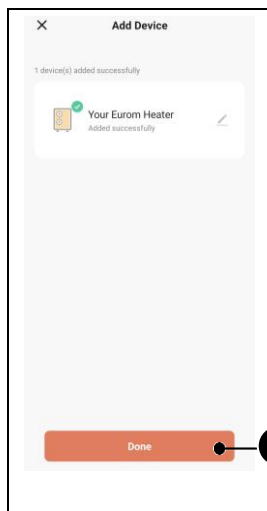 Add Device
1 device(s) added successfully
Your Eurom Heater
Added successfully
Done